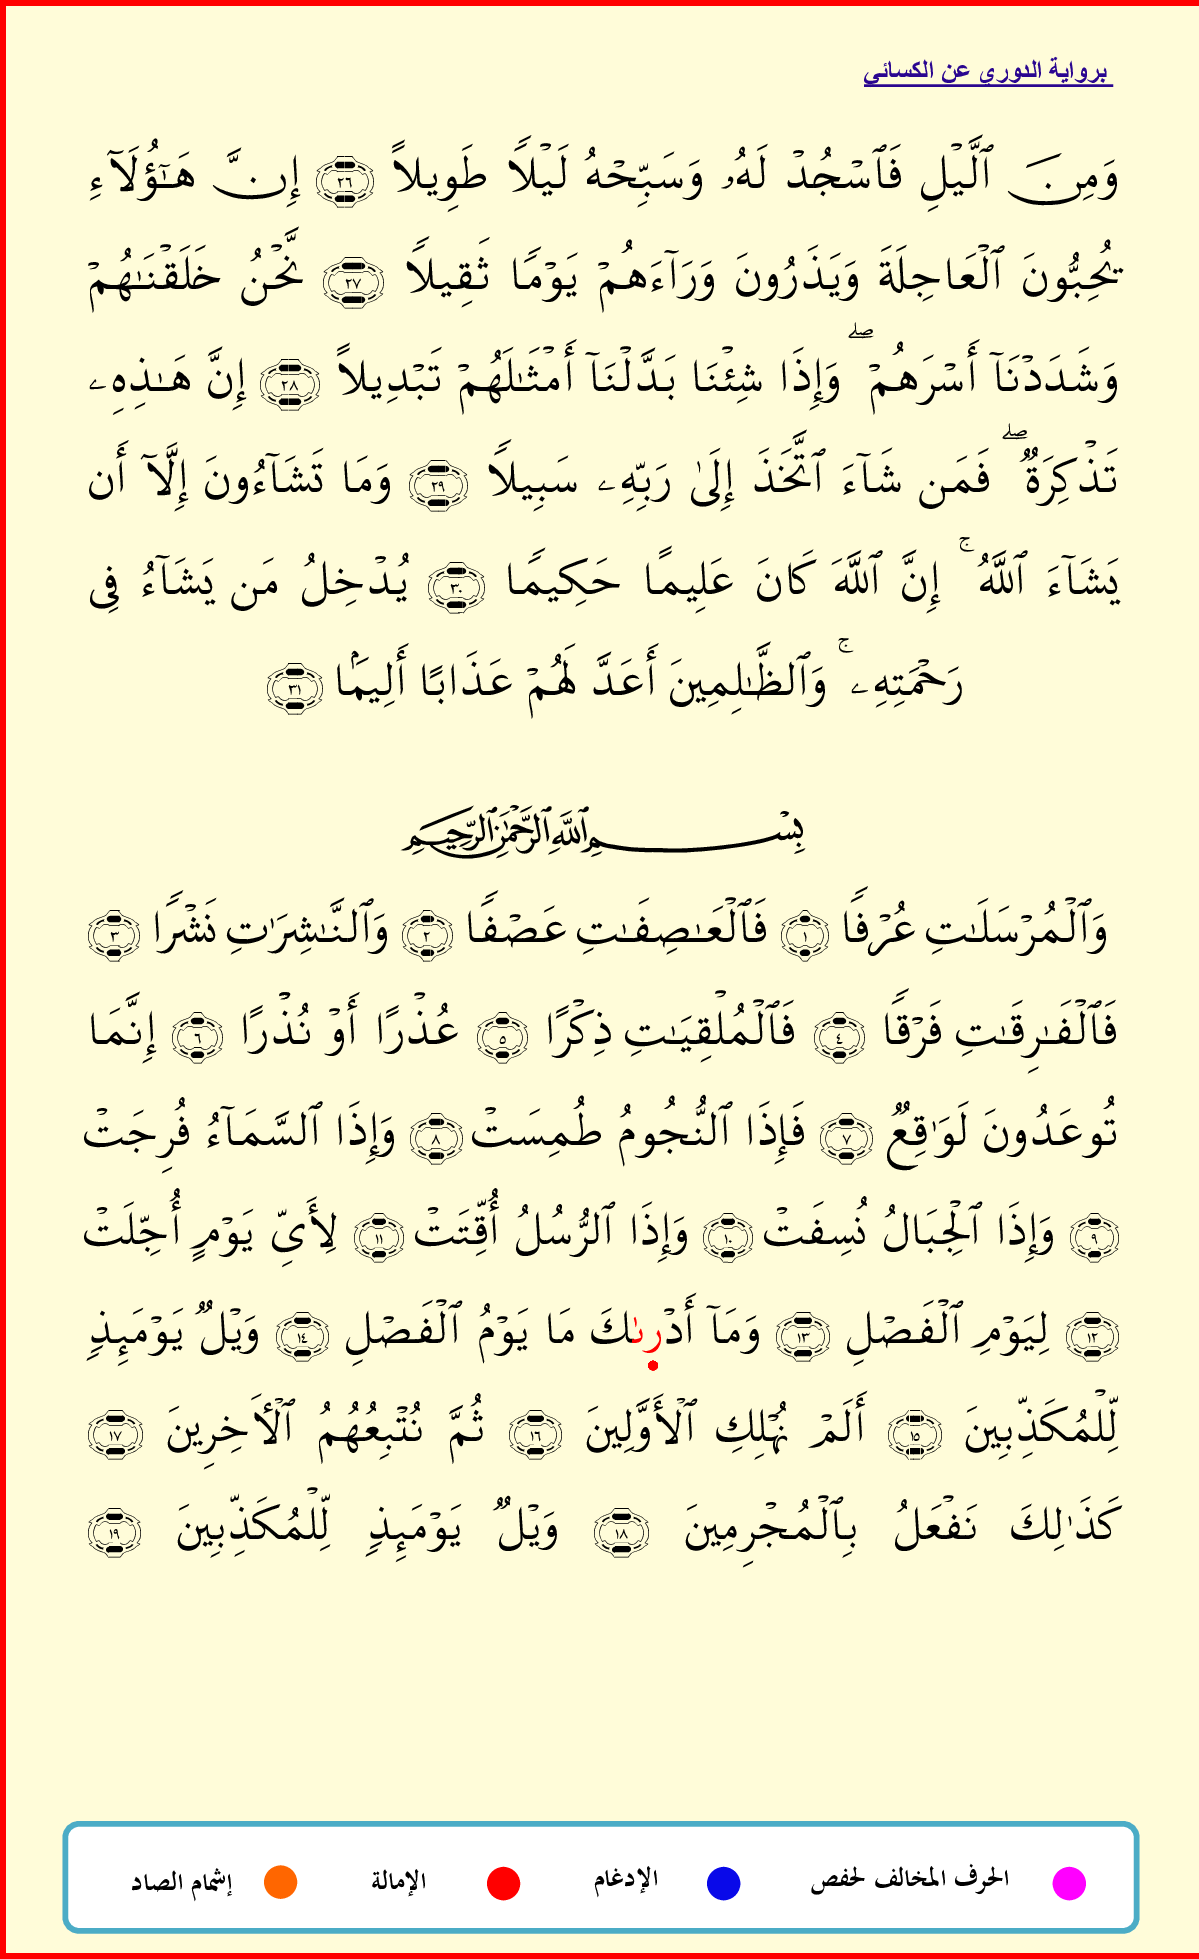 برواية الدوري عن الكسائي
وَمِنَ ٱلَّيْلِ فَٱسْجُدْ لَهُۥ وَسَبِّحْهُ لَيْلًا طَوِيلًا ٢٦ إِنَّ هَـٰٓؤُلَآءِ
يُحِبُّونَ ٱلْعَاجِلَةَ وَيَذَرُونَ وَرَآءَهُمْ يَوْمًا ثَقِيلًا ٢٧ نَّحْنُ خَلَقْنَـٰهُمْ
وَشَدَدْنَآ أَسْرَهُمْ ۖ وَإِذَا شِئْنَا بَدَّلْنَآ أَمْثَـٰلَهُمْ تَبْدِيلًا ٢٨ إِنَّ هَـٰذِهِۦ
تَذْكِرَةٌ ۖ فَمَن شَآءَ ٱتَّخَذَ إِلَىٰ رَبِّهِۦ سَبِيلًا ٢٩ وَمَا تَشَآءُونَ إِلَّآ أَن
يَشَآءَ ٱللَّهُ ۚ إِنَّ ٱللَّهَ كَانَ عَلِيمًا حَكِيمًا ٣٠ يُدْخِلُ مَن يَشَآءُ فِى
رَحْمَتِهِۦ ۚ وَٱلظَّـٰلِمِينَ أَعَدَّ لَهُمْ عَذَابًا أَلِيمًۢا ٣١
بِسْمِ ٱللَّهِ ٱلرَّحْمَـٰنِ ٱلرَّحِيمِ
وَٱلْمُرْسَلَـٰتِ عُرْفًا ١ فَٱلْعَـٰصِفَـٰتِ عَصْفًا ٢ وَٱلنَّـٰشِرَٰتِ نَشْرًا ٣
فَٱلْفَـٰرِقَـٰتِ فَرْقًا ٤ فَٱلْمُلْقِيَـٰتِ ذِكْرًا ٥ عُذْرًا أَوْ نُذْرًا ٦ إِنَّمَا
تُوعَدُونَ لَوَٰقِعٌ ٧ فَإِذَا ٱلنُّجُومُ طُمِسَتْ ٨ وَإِذَا ٱلسَّمَآءُ فُرِجَتْ
٩ وَإِذَا ٱلْجِبَالُ نُسِفَتْ ١٠ وَإِذَا ٱلرُّسُلُ أُقِّتَتْ ١١ لِأَىِّ يَوْمٍ أُجِّلَتْ
١٢ لِيَوْمِ ٱلْفَصْلِ ١٣ وَمَآ أَدْرىٰكَ مَا يَوْمُ ٱلْفَصْلِ ١٤ وَيْلٌ يَوْمَئِذٍ
لِّلْمُكَذِّبِينَ ١٥ أَلَمْ نُهْلِكِ ٱلْأَوَّلِينَ ١٦ ثُمَّ نُتْبِعُهُمُ ٱلْـَٔاخِرِينَ ١٧
كَذَٰلِكَ نَفْعَلُ بِٱلْمُجْرِمِينَ ١٨ وَيْلٌ يَوْمَئِذٍ لِّلْمُكَذِّبِينَ ١٩
الحرف المخالف لحفص الإدغام الإمالة إشمام الصاد